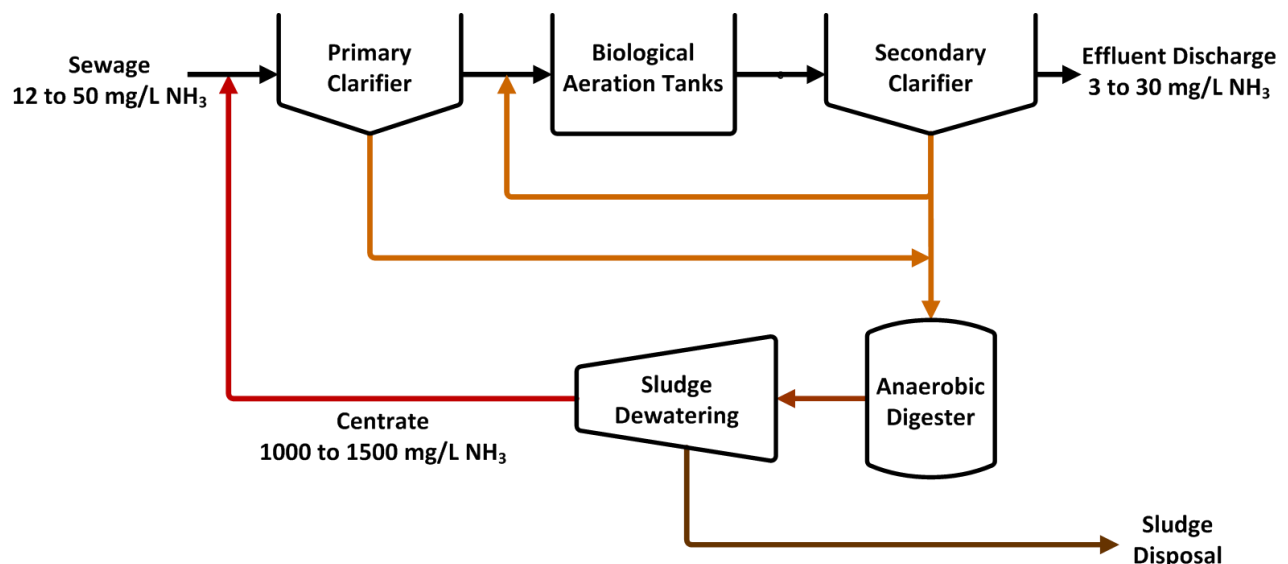 Sewage
12 to 50 mg/L NH₃
Primary
Clarifier
Biological
Aeration Tanks
Secondary
Clarifier
Effluent Discharge
3 to 30 mg/L NH₃
Sludge
Dewatering
Anaerobic
Digester
Centrate
1000 to 1500 mg/L NH₃
Sludge
Disposal